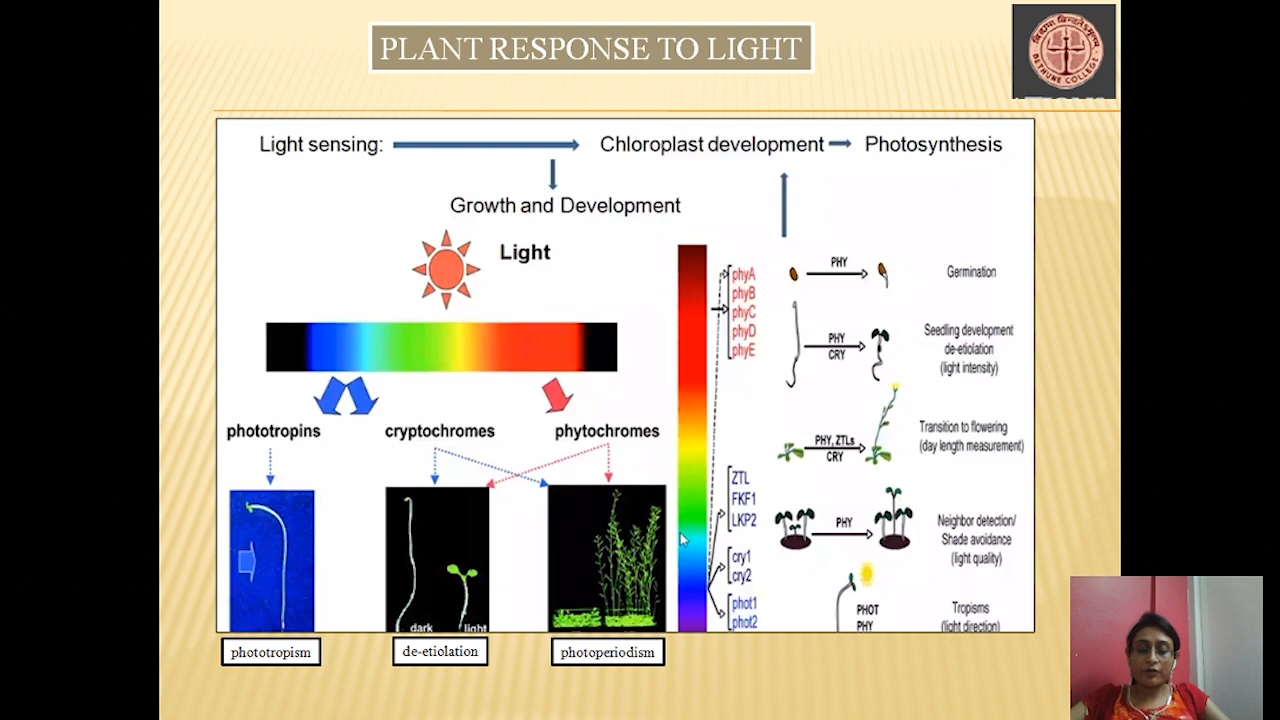 PLANT RESPONSE TO LIGHT
BETHUNE COLLEGE
Light sensing:
Chloroplast development
Photosynthesis
Growth and Development
Light
phototropins
cryptochromes
phytochromes
dark
light
phototropism
de-etiolation
photoperiodism
phyA
phyB
phyC
phyD
phyE
ZTL
FKF1
LKP2
cry1
cry2
phot1
phot2
PHY
Germination
PHY
CRY
Seedling development
de-etiolation
(light intensity)
PHY, ZTLs
CRY
Transition to flowering
(day length measurement)
PHY
Neighbor detection/
Shade avoidance
(light quality)
PHOT
PHY
Tropisms
(light direction)